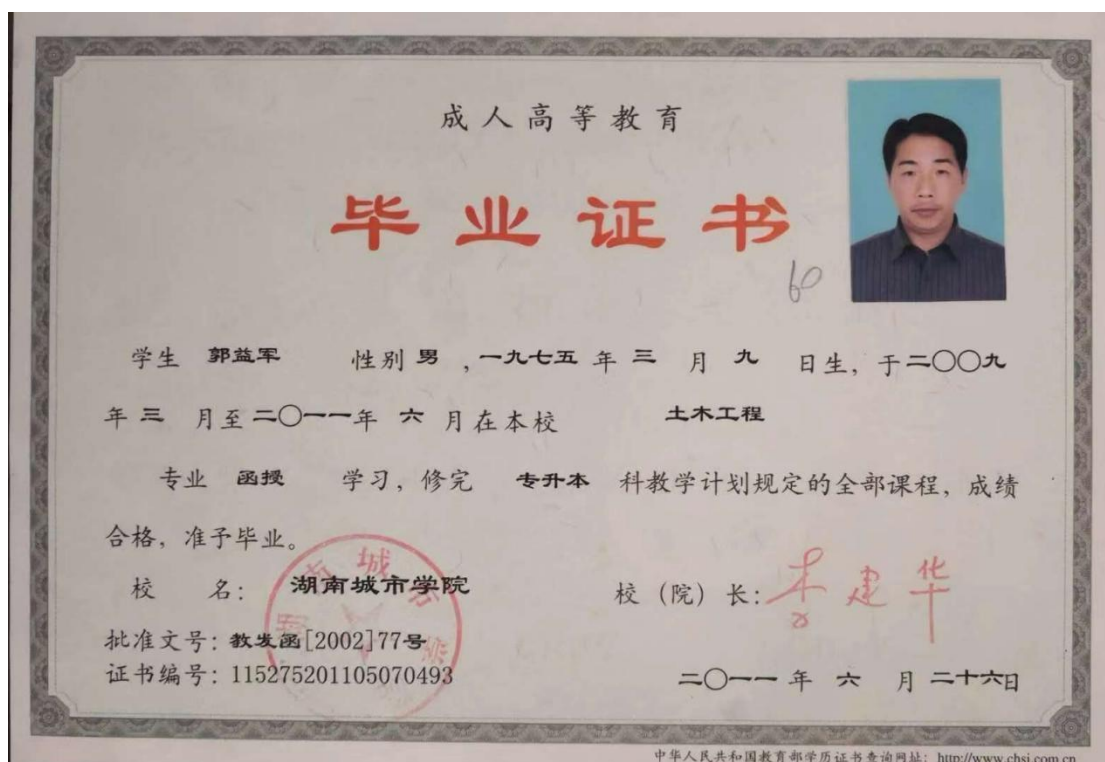 成人高等教育
毕业证书
60
学生 郭益军 性别 男 ,一九七五 年 三 月 九 日生, 于二〇〇九
年 三 月至 二〇一一年 六 月在本校 土木工程
专业 函授 学习, 修完 专升本 科教学计划规定的全部课程, 成绩
合格, 准予毕业。
校 名: 湖南城市学院 校 (院) 长: 李建华
批准文号: 教发函[2002]77号
证书编号: 115275201105070493
二〇一一 年 六 月 二十六日
中华人民共和国教育部学历证书查询网址: http://www.chsi.com.cn